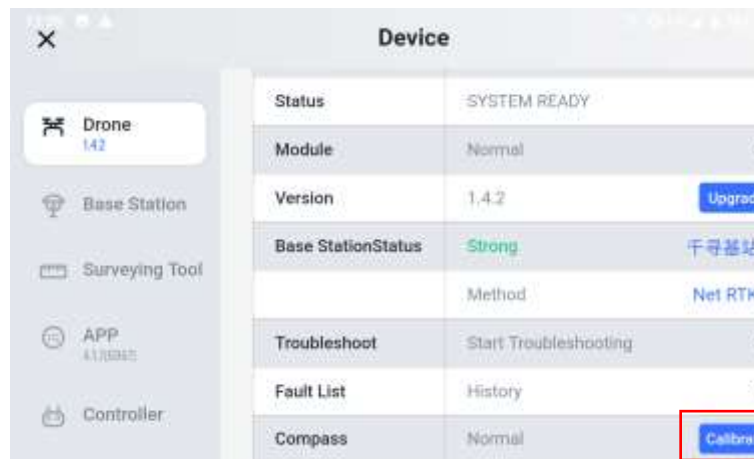 Device
Drone
1.4.2
Base Station
Surveying Tool
APP
Controller
Status SYSTEM READY
Module Normal
Version 1.4.2 Upgrad
Base StationStatus Strong 千寻基站
Method Net RTK
Troubleshoot Start Troubleshooting
Fault List History
Compass Normal Calibra